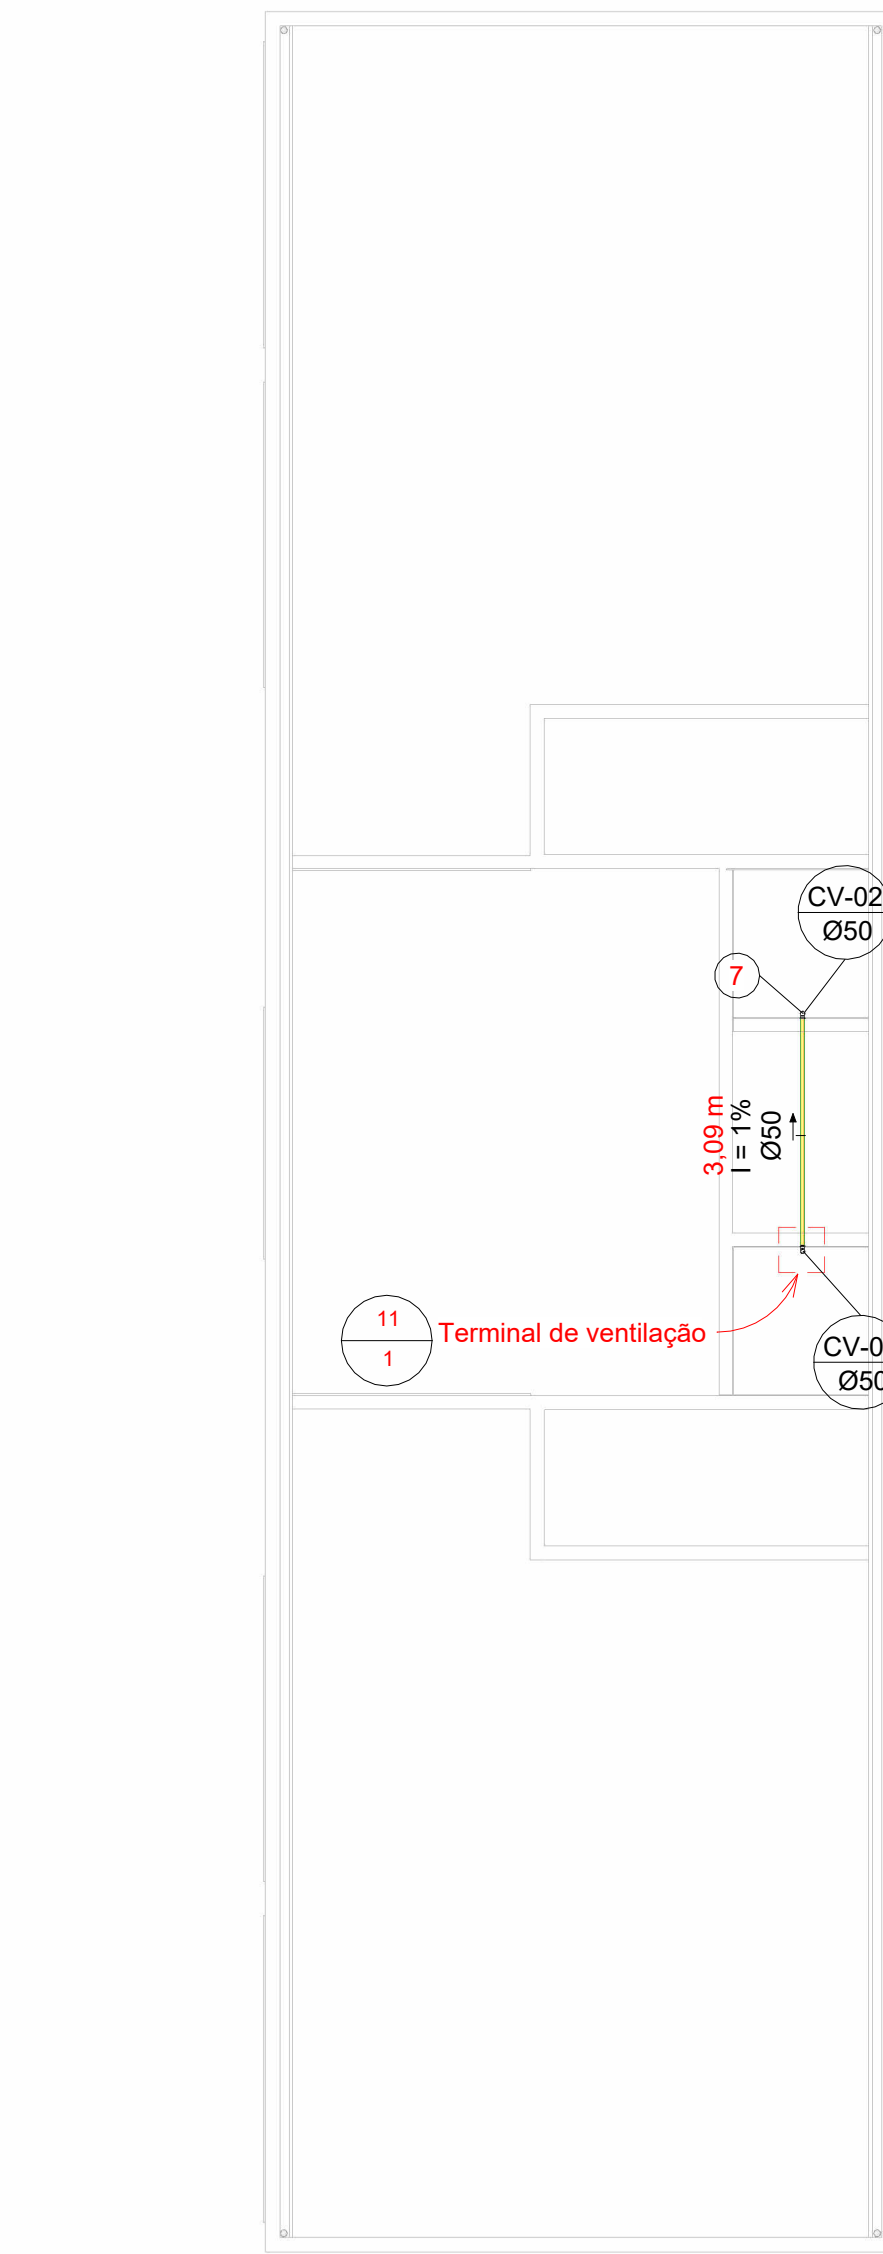 CV-02
Ø50
7
3,09 m
I = 1%
Ø50
11
1
Terminal de ventilação